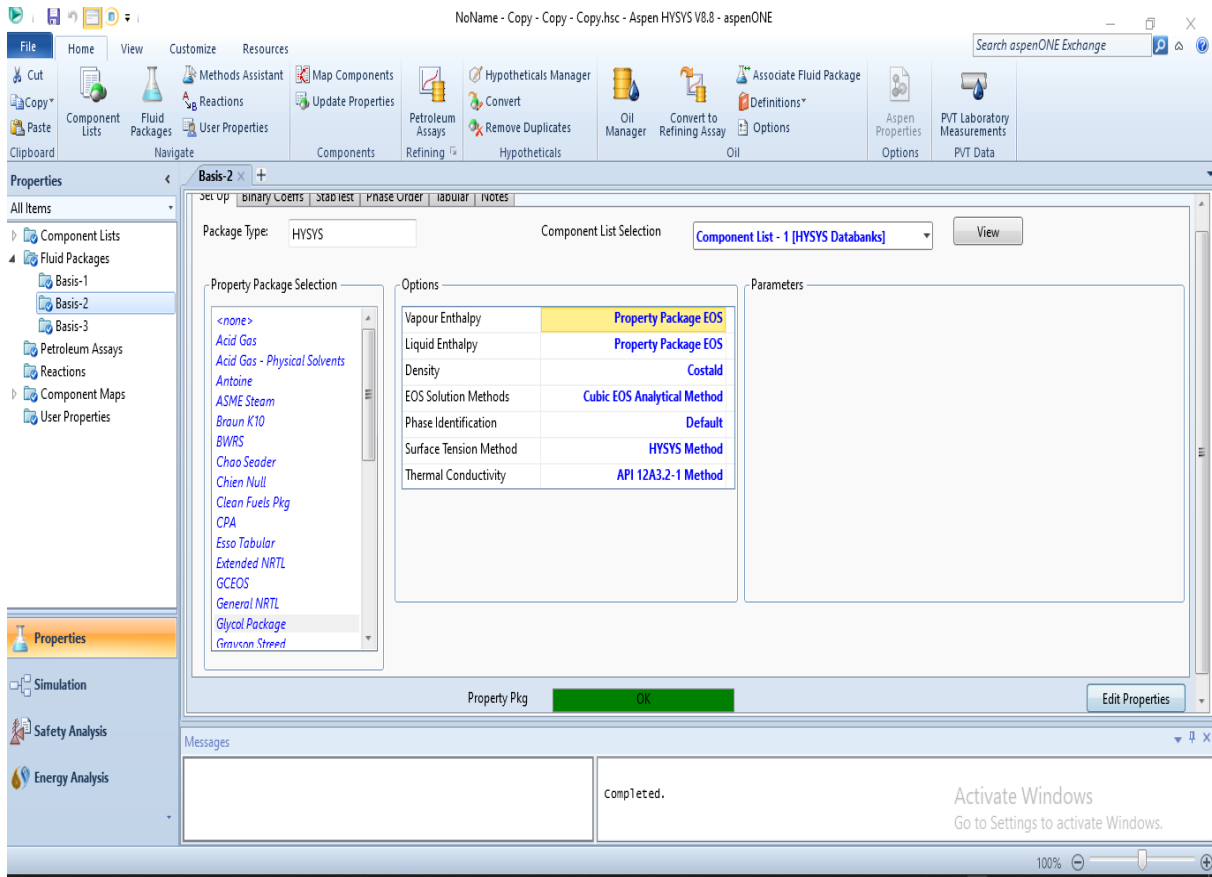 NoName - Copy - Copy - Copy.hsc - Aspen HYSYS V8.8 - aspenONE
File Home View Customize Resources
Search aspenONE Exchange
Cut
Copy
Paste
Clipboard
Component Lists
Fluid Packages
Methods Assistant
Reactions
User Properties
Navigate
Map Components
Update Properties
Components
Petroleum Assays
Refining
Hypotheticals Manager
Convert
Remove Duplicates
Hypotheticals
Oil Manager
Convert to Refining Assay
Associate Fluid Package
Definitions
Options
Oil
Aspen Properties
Options
PVT Laboratory Measurements
PVT Data
Properties
All Items
Component Lists
Fluid Packages
Basis-1
Basis-2
Basis-3
Petroleum Assays
Reactions
Component Maps
User Properties
Properties
Simulation
Safety Analysis
Energy Analysis
Basis-2
Set Up Binary Coeffs StabTest Phase Order Tabular Notes
Package Type: HYSYS
Component List Selection Component List - 1 [HYSYS Databanks] View
Property Package Selection
<none>
Acid Gas
Acid Gas - Physical Solvents
Antoine
ASME Steam
Braun K10
BWRS
Chao Seader
Chien Null
Clean Fuels Pkg
CPA
Esso Tabular
Extended NRTL
GCEOS
General NRTL
Glycol Package
Grayson Streed
Options
Vapour Enthalpy Property Package EOS
Liquid Enthalpy Property Package EOS
Density Costald
EOS Solution Methods Cubic EOS Analytical Method
Phase Identification Default
Surface Tension Method HYSYS Method
Thermal Conductivity API 12A3.2-1 Method
Parameters
Property Pkg OK
Edit Properties
Messages
Completed.
Activate Windows
Go to Settings to activate Windows.
100%